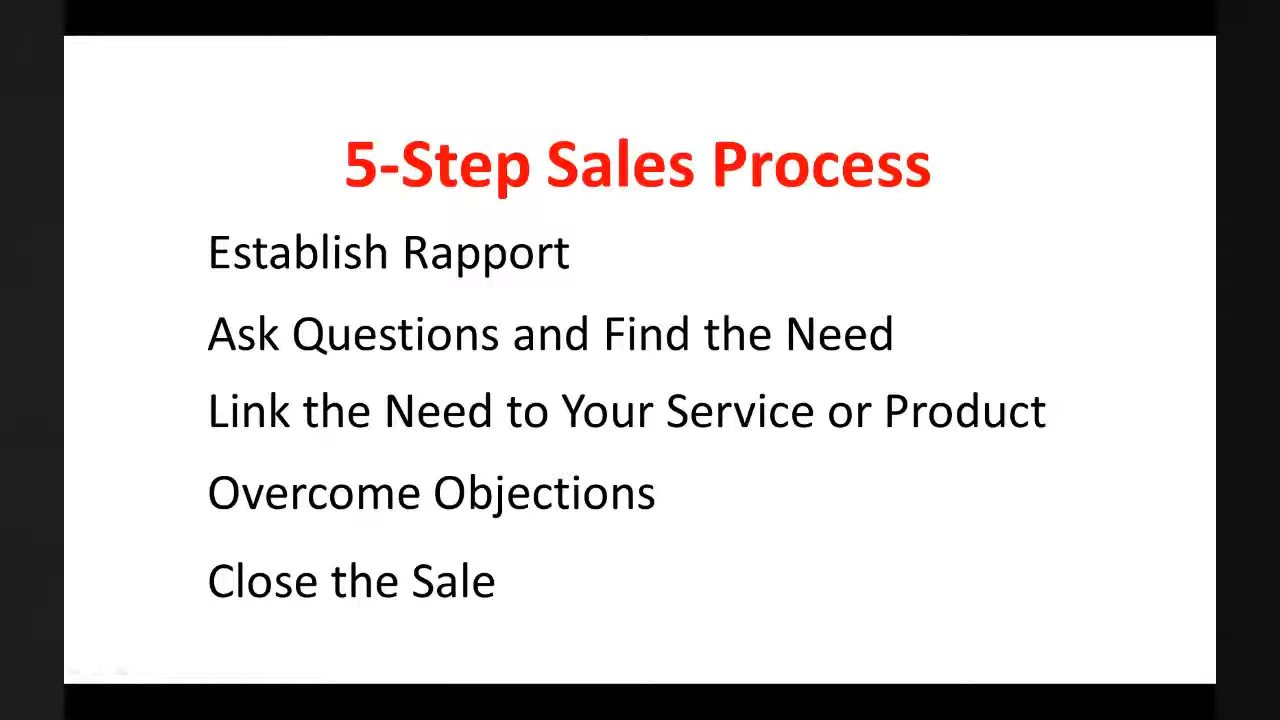 5-Step Sales Process
Establish Rapport
Ask Questions and Find the Need
Link the Need to Your Service or Product
Overcome Objections
Close the Sale